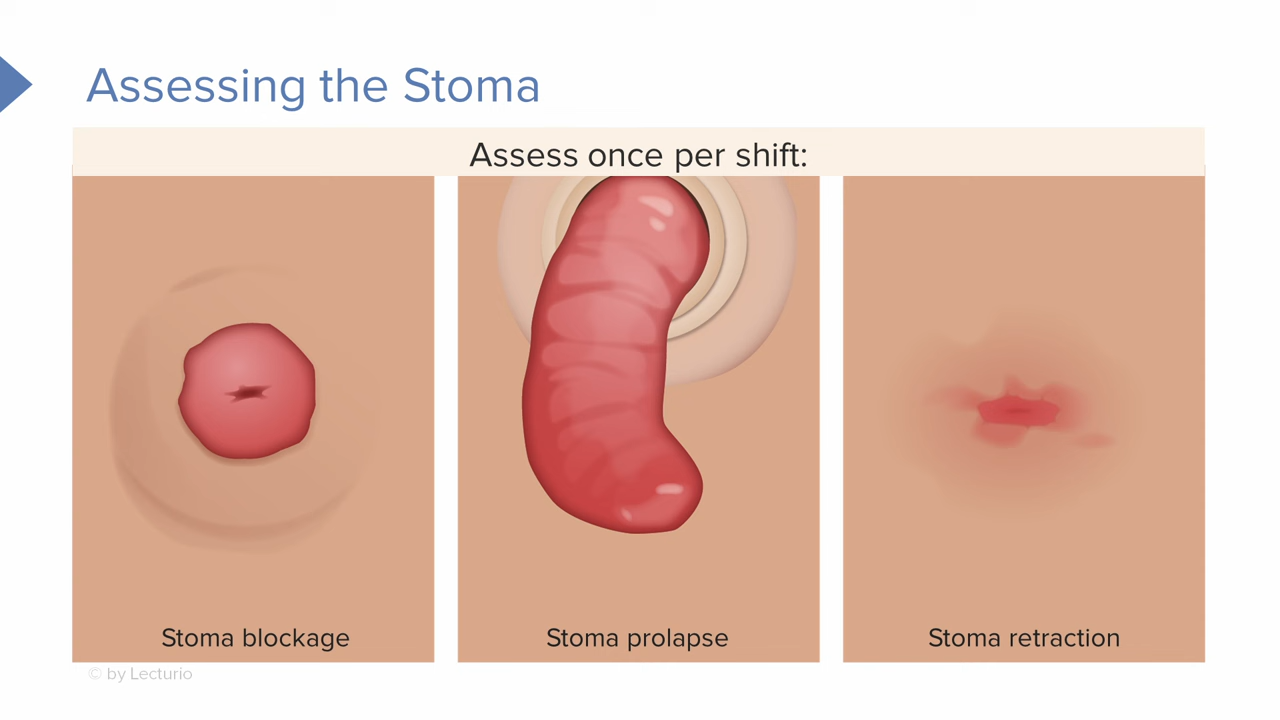 Assessing the Stoma
Assess once per shift:
Stoma blockage
Stoma prolapse
Stoma retraction
© by Lecturio